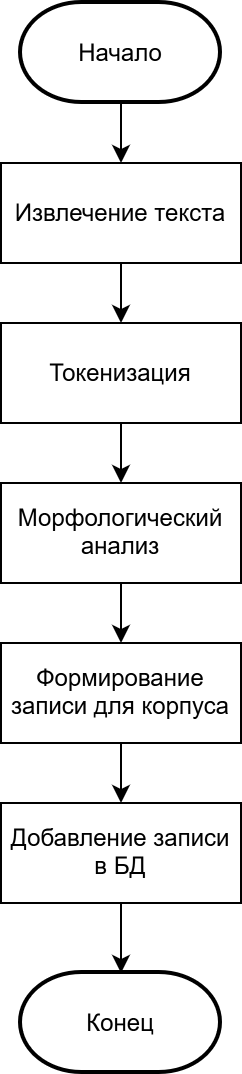 Начало
Извлечение текста
Токенизация
Морфологический
анализ
Формирование
записи для корпуса
Добавление записи
в БД
Конец